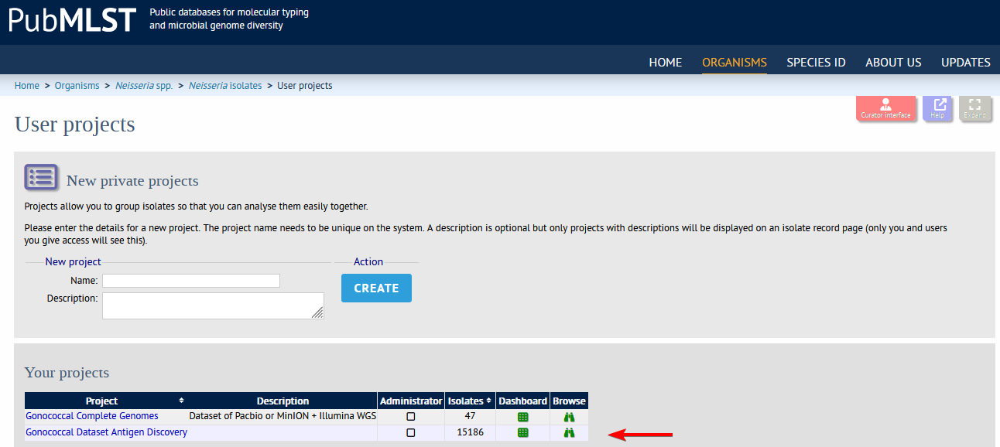 PubMLST
Public databases for molecular typing
and microbial genome diversity
HOME ORGANISMS SPECIES ID ABOUT US UPDATES
Home > Organisms > Neisseria spp. > Neisseria isolates > User projects
Curator interface Help Expand
User projects
New private projects
Projects allow you to group isolates so that you can analyse them easily together.
Please enter the details for a new project. The project name needs to be unique on the system. A description is optional but only projects with descriptions will be displayed on an isolate record page (only you and users
you give access will see this).
New project Action
Name:
CREATE
Description:
Your projects
Project Description Administrator Isolates Dashboard Browse
Gonococcal Complete Genomes Dataset of Pacbio or MinION + Illumina WGS 47
Gonococcal Dataset Antigen Discovery 15186